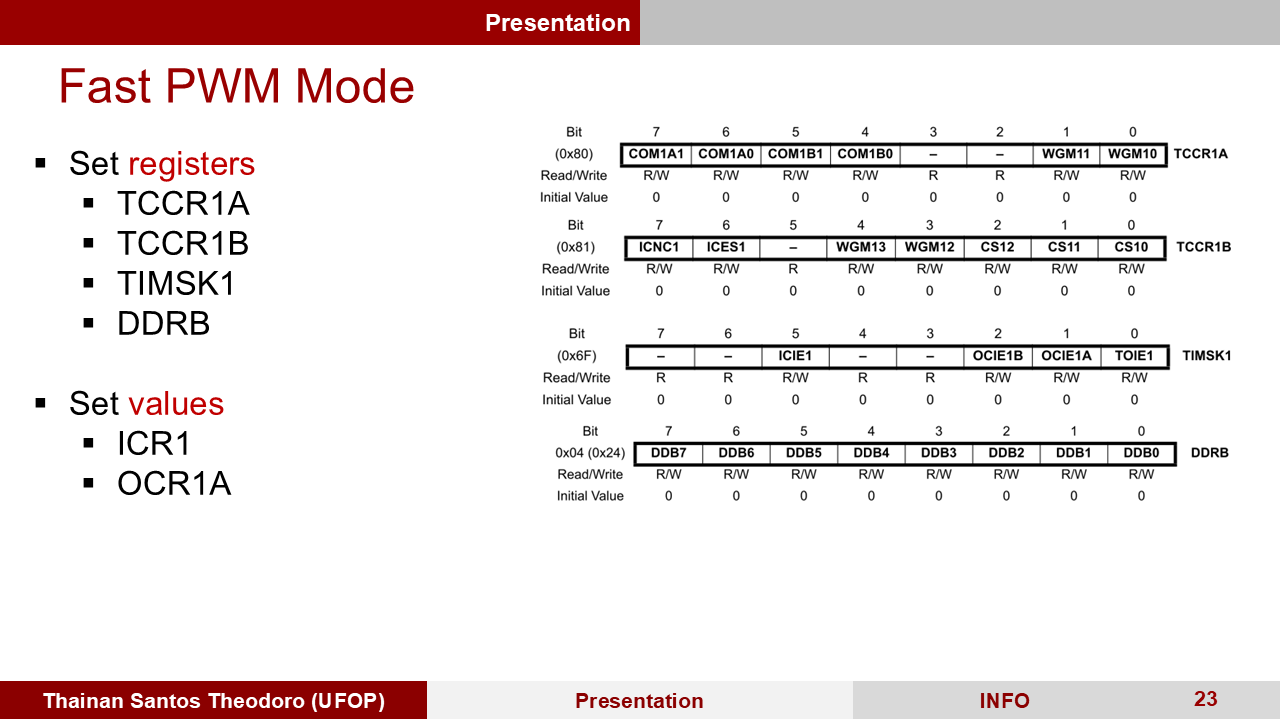 Presentation
Fast PWM Mode
▪ Set registers
▪ TCCR1A
▪ TCCR1B
▪ TIMSK1
▪ DDRB
▪ Set values
▪ ICR1
▪ OCR1A
Bit 7 6 5 4 3 2 1 0
(0x80) COM1A1 COM1A0 COM1B1 COM1B0 – – WGM11 WGM10 TCCR1A
Read/Write R/W R/W R/W R/W R R R/W R/W
Initial Value 0 0 0 0 0 0 0 0
Bit 7 6 5 4 3 2 1 0
(0x81) ICNC1 ICES1 – WGM13 WGM12 CS12 CS11 CS10 TCCR1B
Read/Write R/W R/W R R/W R/W R/W R/W R/W
Initial Value 0 0 0 0 0 0 0 0
Bit 7 6 5 4 3 2 1 0
(0x6F) – – ICIE1 – – OCIE1B OCIE1A TOIE1 TIMSK1
Read/Write R R R/W R R R/W R/W R/W
Initial Value 0 0 0 0 0 0 0 0
Bit 7 6 5 4 3 2 1 0
0x04 (0x24) DDB7 DDB6 DDB5 DDB4 DDB3 DDB2 DDB1 DDB0 DDRB
Read/Write R/W R/W R/W R/W R/W R/W R/W R/W
Initial Value 0 0 0 0 0 0 0 0
Thainan Santos Theodoro (UFOP) Presentation INFO 23